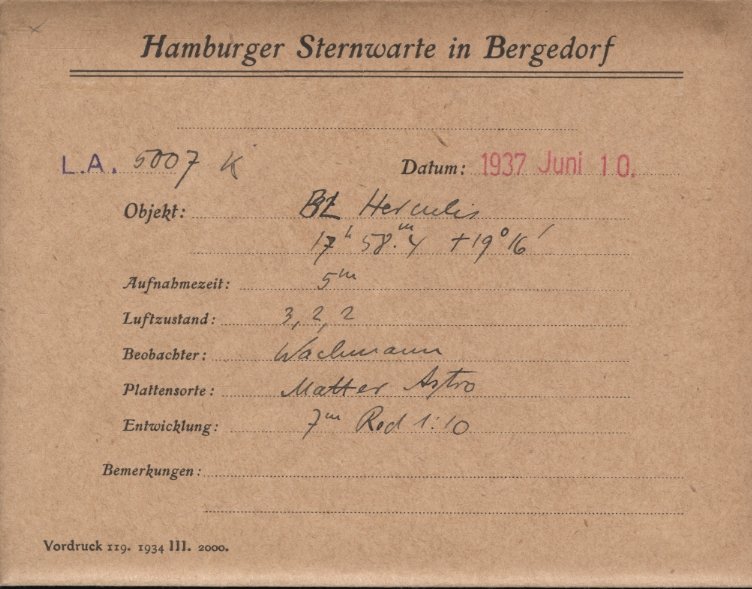 Hamburger Sternwarte in Bergedorf
L.A. 5007 K Datum: 1937 Juni 10.
Objekt: Herculis
17h 58.m4 +19° 16'
Aufnahmezeit: 5m
Luftzustand: 3, 2, 2
Beobachter: Wachmann
Plattensorte: Matter Astro
Entwicklung: 7m Rod 1:10
Bemerkungen:
Vordruck 119. 1934 III. 2000.